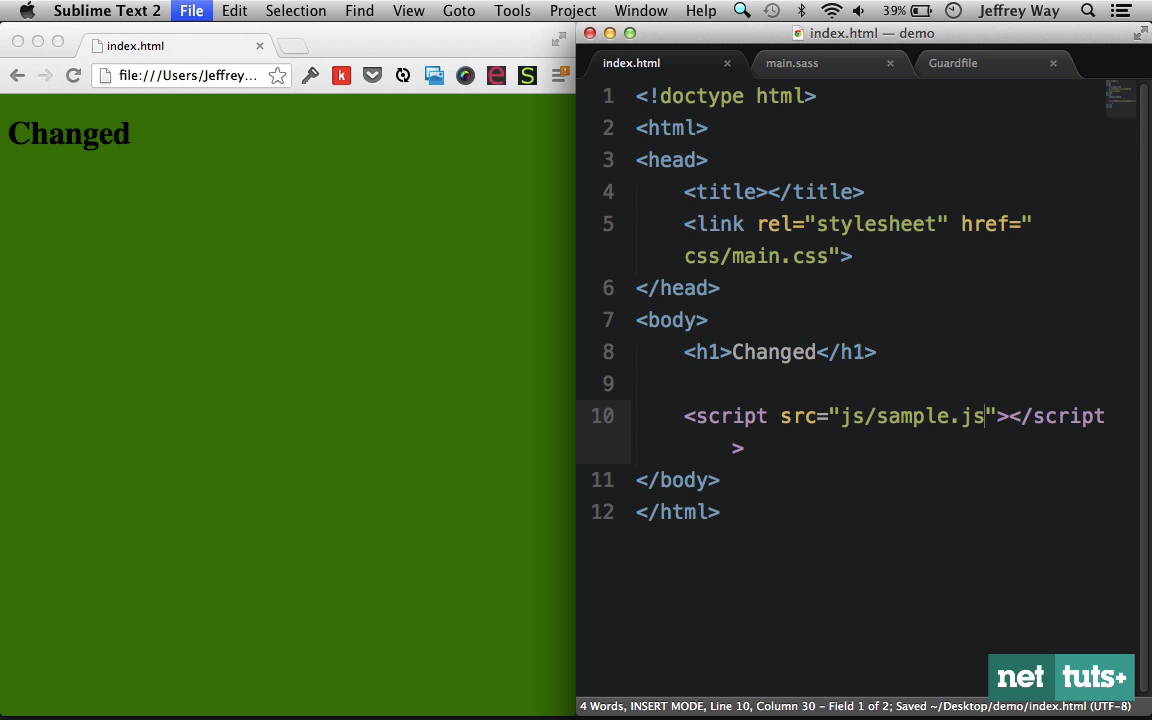 Sublime Text 2 File Edit Selection Find View Goto Tools Project Window Help 39% Jeffrey Way
index.html
file:///Users/Jeffrey...
k
e
S
Changed
index.html — demo
index.html main.sass Guardfile
1 <!doctype html>
2 <html>
3 <head>
4 <title></title>
5 <link rel="stylesheet" href="
css/main.css">
6 </head>
7 <body>
8 <h1>Changed</h1>
9
10 <script src="js/sample.js"></script
>
11 </body>
12 </html>
net tuts+
4 Words, INSERT MODE, Line 10, Column 30 – Field 1 of 2; Saved ~/Desktop/demo/index.html (UTF-8)